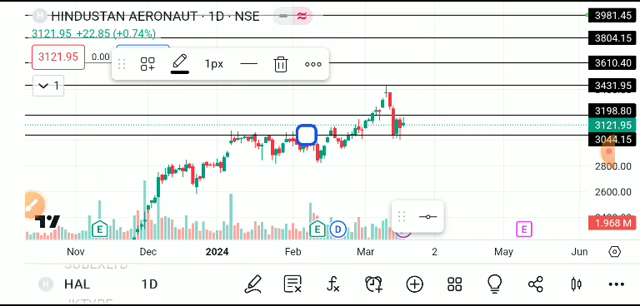 H HINDUSTAN AERONAUT · 1D · NSE
3121.95 +22.85 (+0.74%)
3121.95 0.00
1px
1
3981.45
3804.15
3610.40
3431.95
3198.80
3121.95
3044.15
2800.00
2600.00
1.968 M
E E D E
Nov Dec 2024 Feb Mar 2 May Jun
HAL 1D